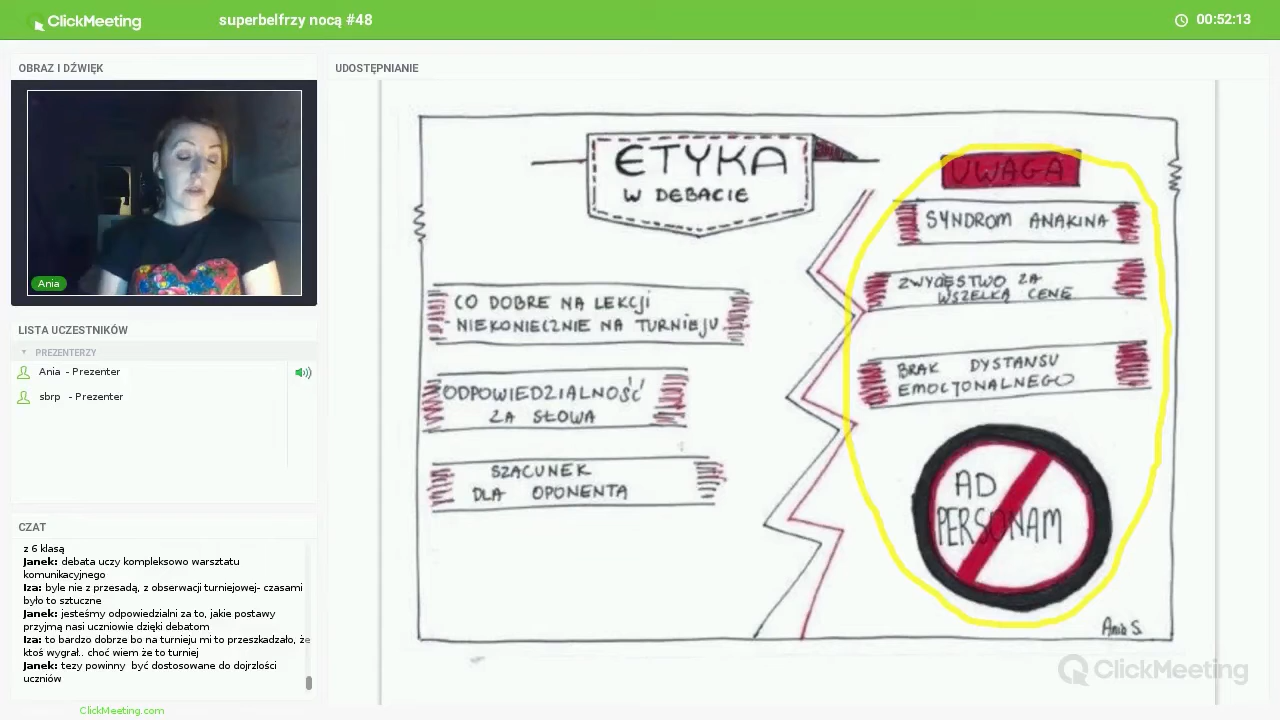 ClickMeeting
superbelfrzy nocą #48
00:52:13
OBRAZ I DŹWIĘK
Ania
LISTA UCZESTNIKÓW
PREZENTERZY
Ania - Prezenter
sbrp - Prezenter
CZAT
z 6 klasą
Janek: debata uczy kompleksowo warsztatu
komunikacyjnego
Iza: byle nie z przesadą, z obserwacji turniejowej- czasami
było to sztuczne
Janek: jesteśmy odpowiedzialni za to, jakie postawy
przyjmą nasi uczniowie dzięki debatom
Iza: to bardzo dobrze bo na turnieju mi to przeszkadzało, że
ktoś wygrał.. choć wiem że to turniej
Janek: tezy powinny być dostosowane do dojrzlości
uczniów
ClickMeeting.com
UDOSTĘPNIANIE
ETYKA
W DEBACIE
CO DOBRE NA LEKCJI
- NIEKONIECZNIE NA TURNIEJU
ODPOWIEDZIALNOŚĆ
ZA SŁOWA
SZACUNEK
DLA OPONENTA
UWAGA
SYNDROM ANAKINA
ZWYCIĘSTWO ZA
WSZELKĄ CENĘ
BRAK DYSTANSU
EMOCJONALNEGO
AD
PERSONAM
Ania S.
ClickMeeting